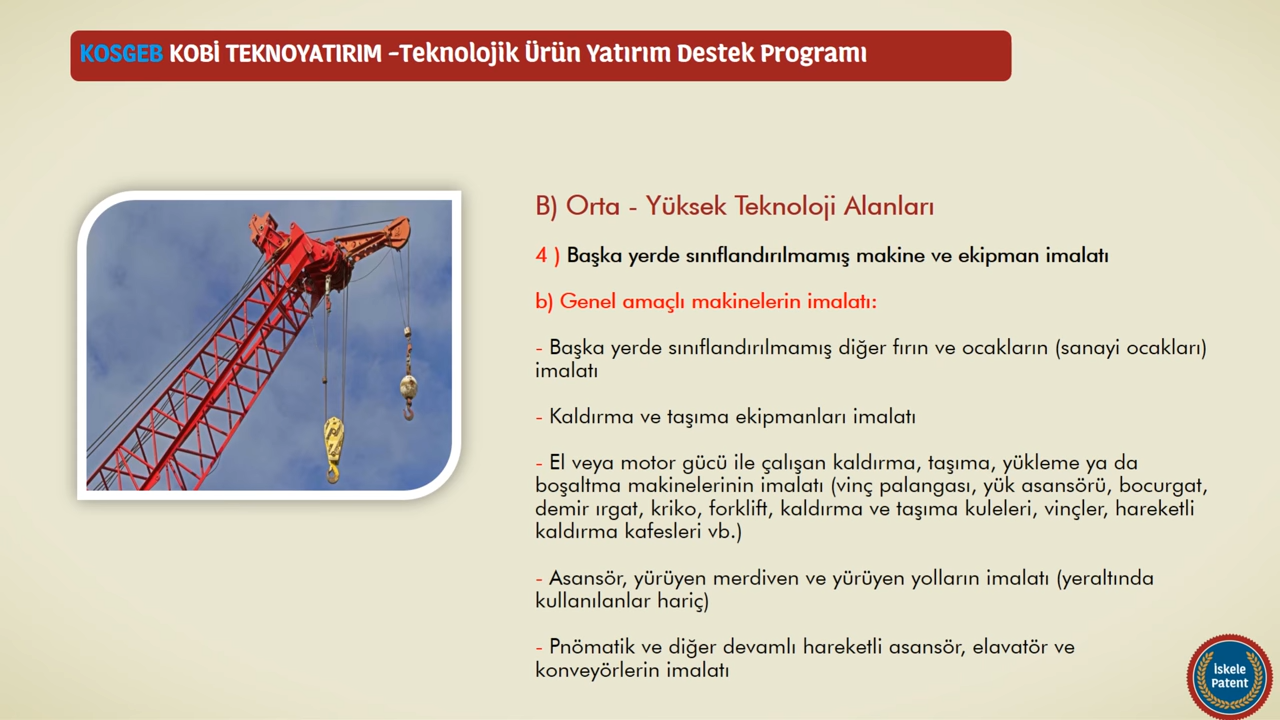 KOSGEB KOBİ TEKNOYATIRIM -Teknolojik Ürün Yatırım Destek Programı
B) Orta - Yüksek Teknoloji Alanları
4 ) Başka yerde sınıflandırılmamış makine ve ekipman imalatı
b) Genel amaçlı makinelerin imalatı:
- Başka yerde sınıflandırılmamış diğer fırın ve ocakların (sanayi ocakları)
imalatı
- Kaldırma ve taşıma ekipmanları imalatı
- El veya motor gücü ile çalışan kaldırma, taşıma, yükleme ya da
boşaltma makinelerinin imalatı (vinç palangası, yük asansörü, bocurgat,
demir ırgat, kriko, forklift, kaldırma ve taşıma kuleleri, vinçler, hareketli
kaldırma kafesleri vb.)
- Asansör, yürüyen merdiven ve yürüyen yolların imalatı (yeraltında
kullanılanlar hariç)
- Pnömatik ve diğer devamlı hareketli asansör, elavatör ve
konveyörlerin imalatı
İskele
Patent